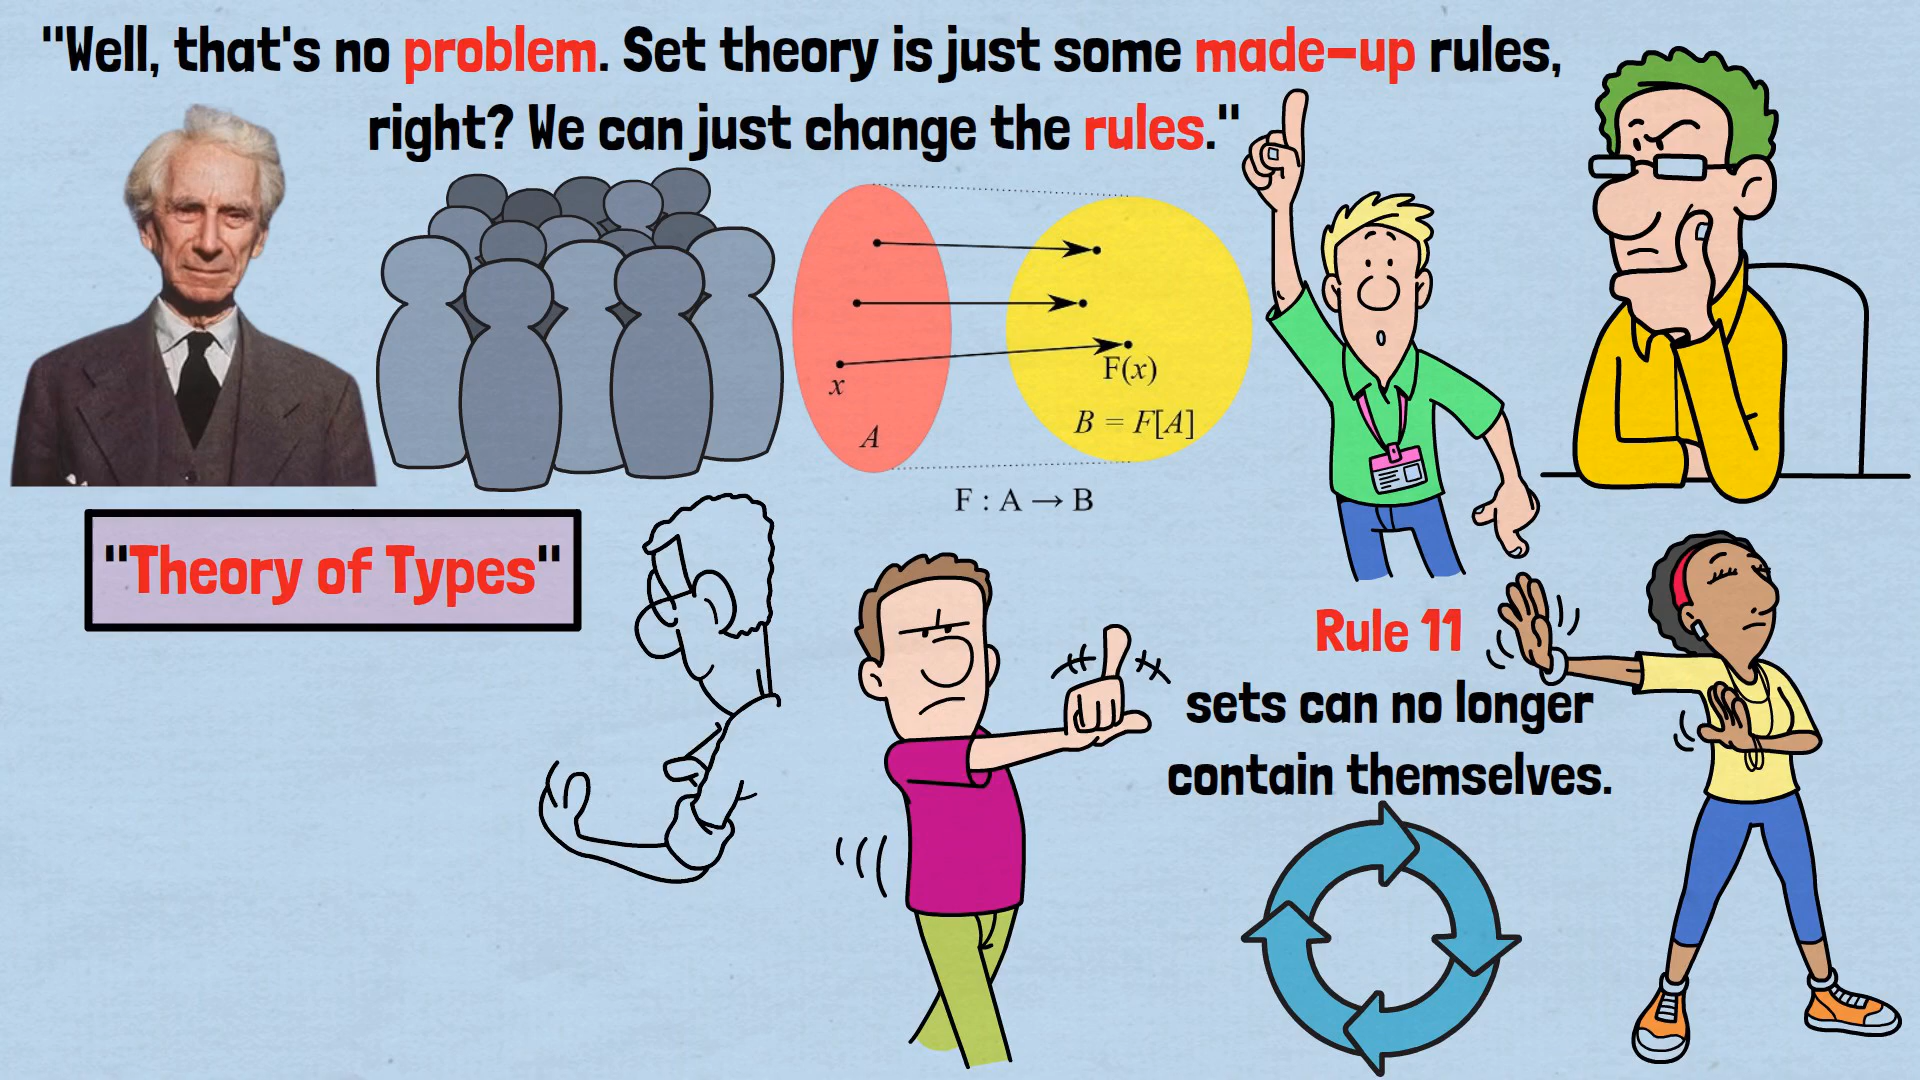 "Well, that's no problem. Set theory is just some made-up rules,
right? We can just change the rules."
x
A
F(x)
B = F[A]
F : A → B
"Theory of Types"
Rule 11
sets can no longer
contain themselves.